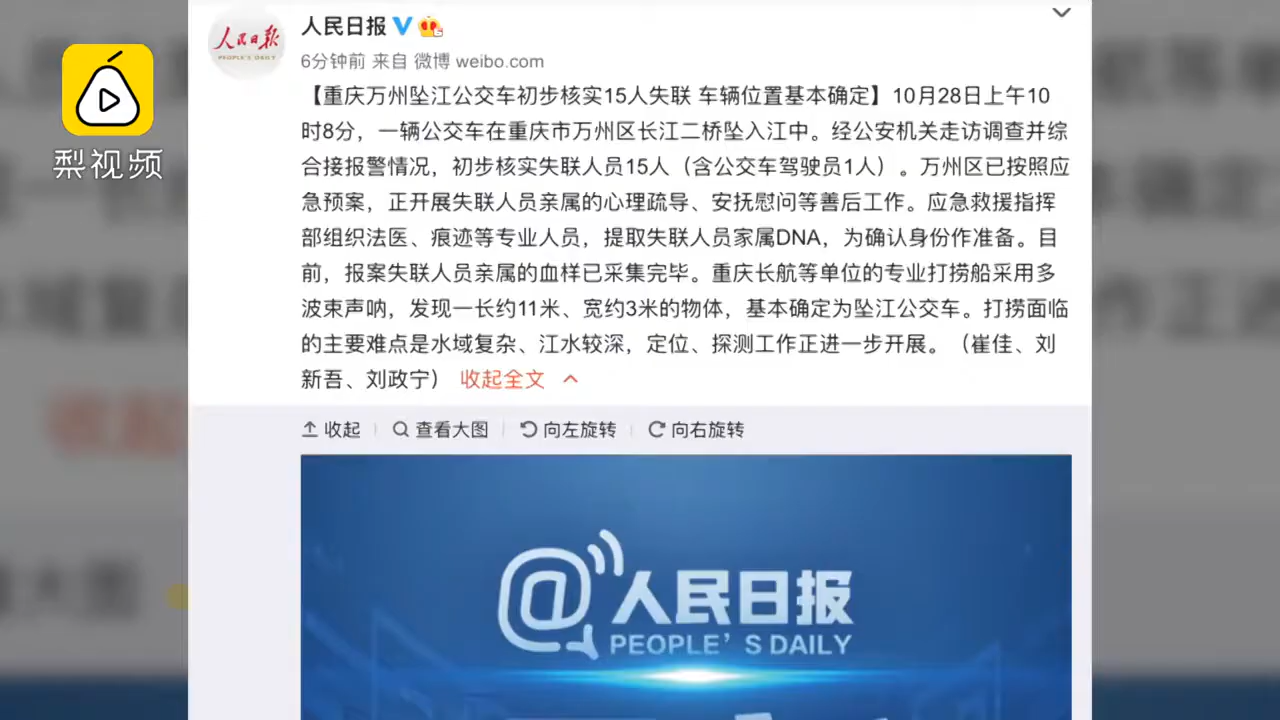 梨视频
人民日报
PEOPLE'S DAILY
人民日报
6分钟前 来自 微博 weibo.com
【重庆万州坠江公交车初步核实15人失联 车辆位置基本确定】10月28日上午10
时8分，一辆公交车在重庆市万州区长江二桥坠入江中。经公安机关走访调查并综
合接报警情况，初步核实失联人员15人（含公交车驾驶员1人）。万州区已按照应
急预案，正开展失联人员亲属的心理疏导、安抚慰问等善后工作。应急救援指挥
部组织法医、痕迹等专业人员，提取失联人员家属DNA，为确认身份作准备。目
前，报案失联人员亲属的血样已采集完毕。重庆长航等单位的专业打捞船采用多
波束声呐，发现一长约11米、宽约3米的物体，基本确定为坠江公交车。打捞面临
的主要难点是水域复杂、江水较深，定位、探测工作正进一步开展。（崔佳、刘
新吾、刘政宁） 收起全文
收起 查看大图 向左旋转 向右旋转
@人民日报
PEOPLE'S DAILY